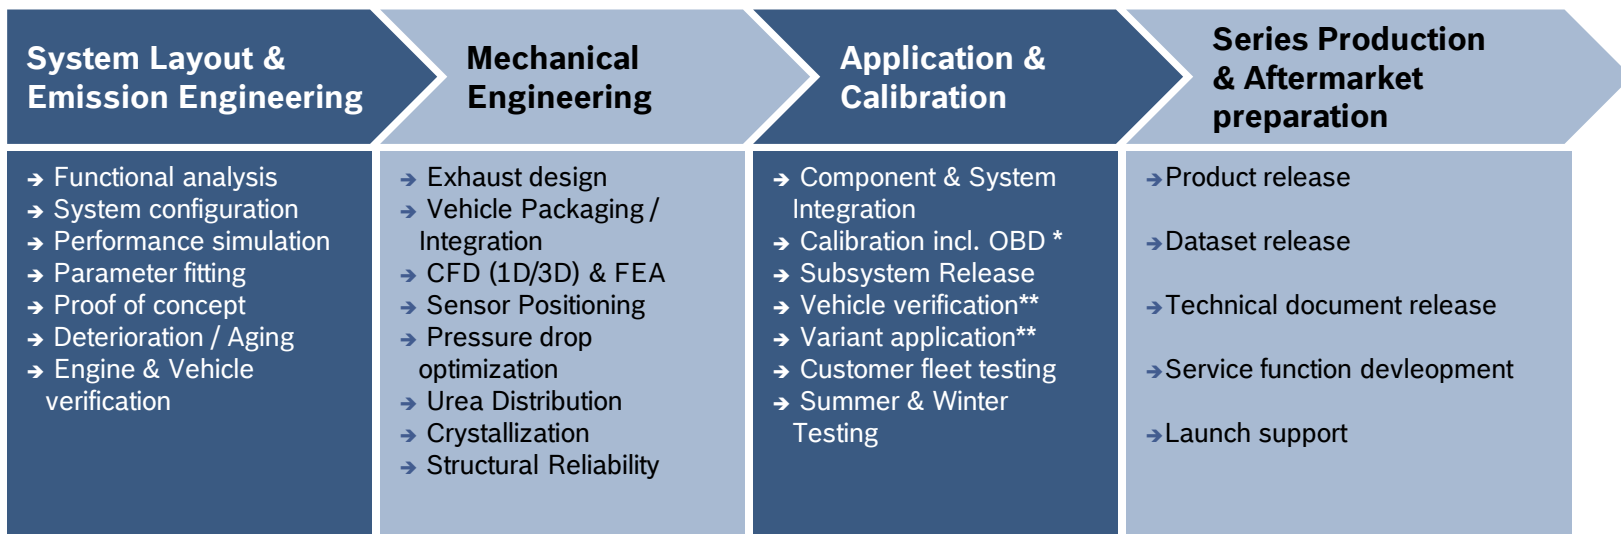 System Layout &
Emission Engineering
➔ Functional analysis
➔ System configuration
➔ Performance simulation
➔ Parameter fitting
➔ Proof of concept
➔ Deterioration / Aging
➔ Engine & Vehicle
verification
Mechanical
Engineering
➔ Exhaust design
➔ Vehicle Packaging /
Integration
➔ CFD (1D/3D) & FEA
➔ Sensor Positioning
➔ Pressure drop
optimization
➔ Urea Distribution
➔ Crystallization
➔ Structural Reliability
Application &
Calibration
➔ Component & System
Integration
➔ Calibration incl. OBD *
➔ Subsystem Release
➔ Vehicle verification**
➔ Variant application**
➔ Customer fleet testing
➔ Summer & Winter
Testing
Series Production
& Aftermarket
preparation
➔Product release
➔Dataset release
➔Technical document release
➔Service function devleopment
➔Launch support